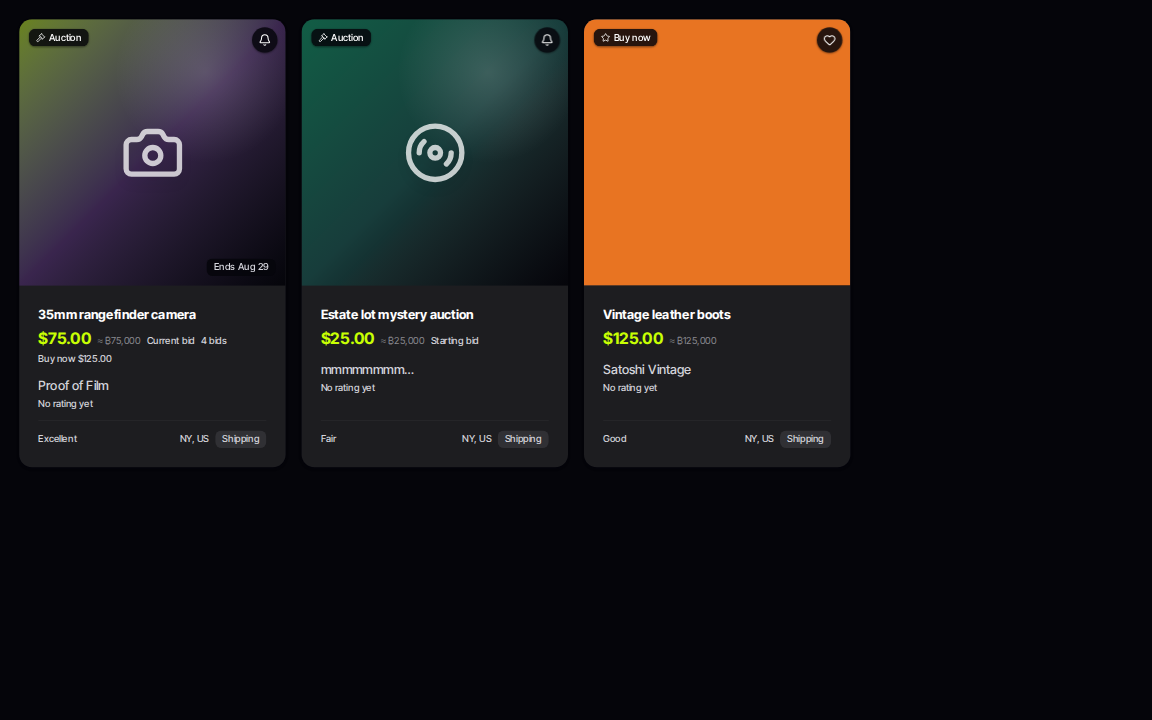 Auction
35mm rangefinder camera
$75.00 ≈ ₿75,000 Current bid 4 bids
Buy now $125.00
Proof of Film
No rating yet
Excellent NY, US Shipping
Ends Aug 29
Auction
Estate lot mystery auction
$25.00 ≈ ₿25,000 Starting bid
mmmmmmmm...
No rating yet
Fair NY, US Shipping
Buy now
Vintage leather boots
$125.00 ≈ ₿125,000
Satoshi Vintage
No rating yet
Good NY, US Shipping